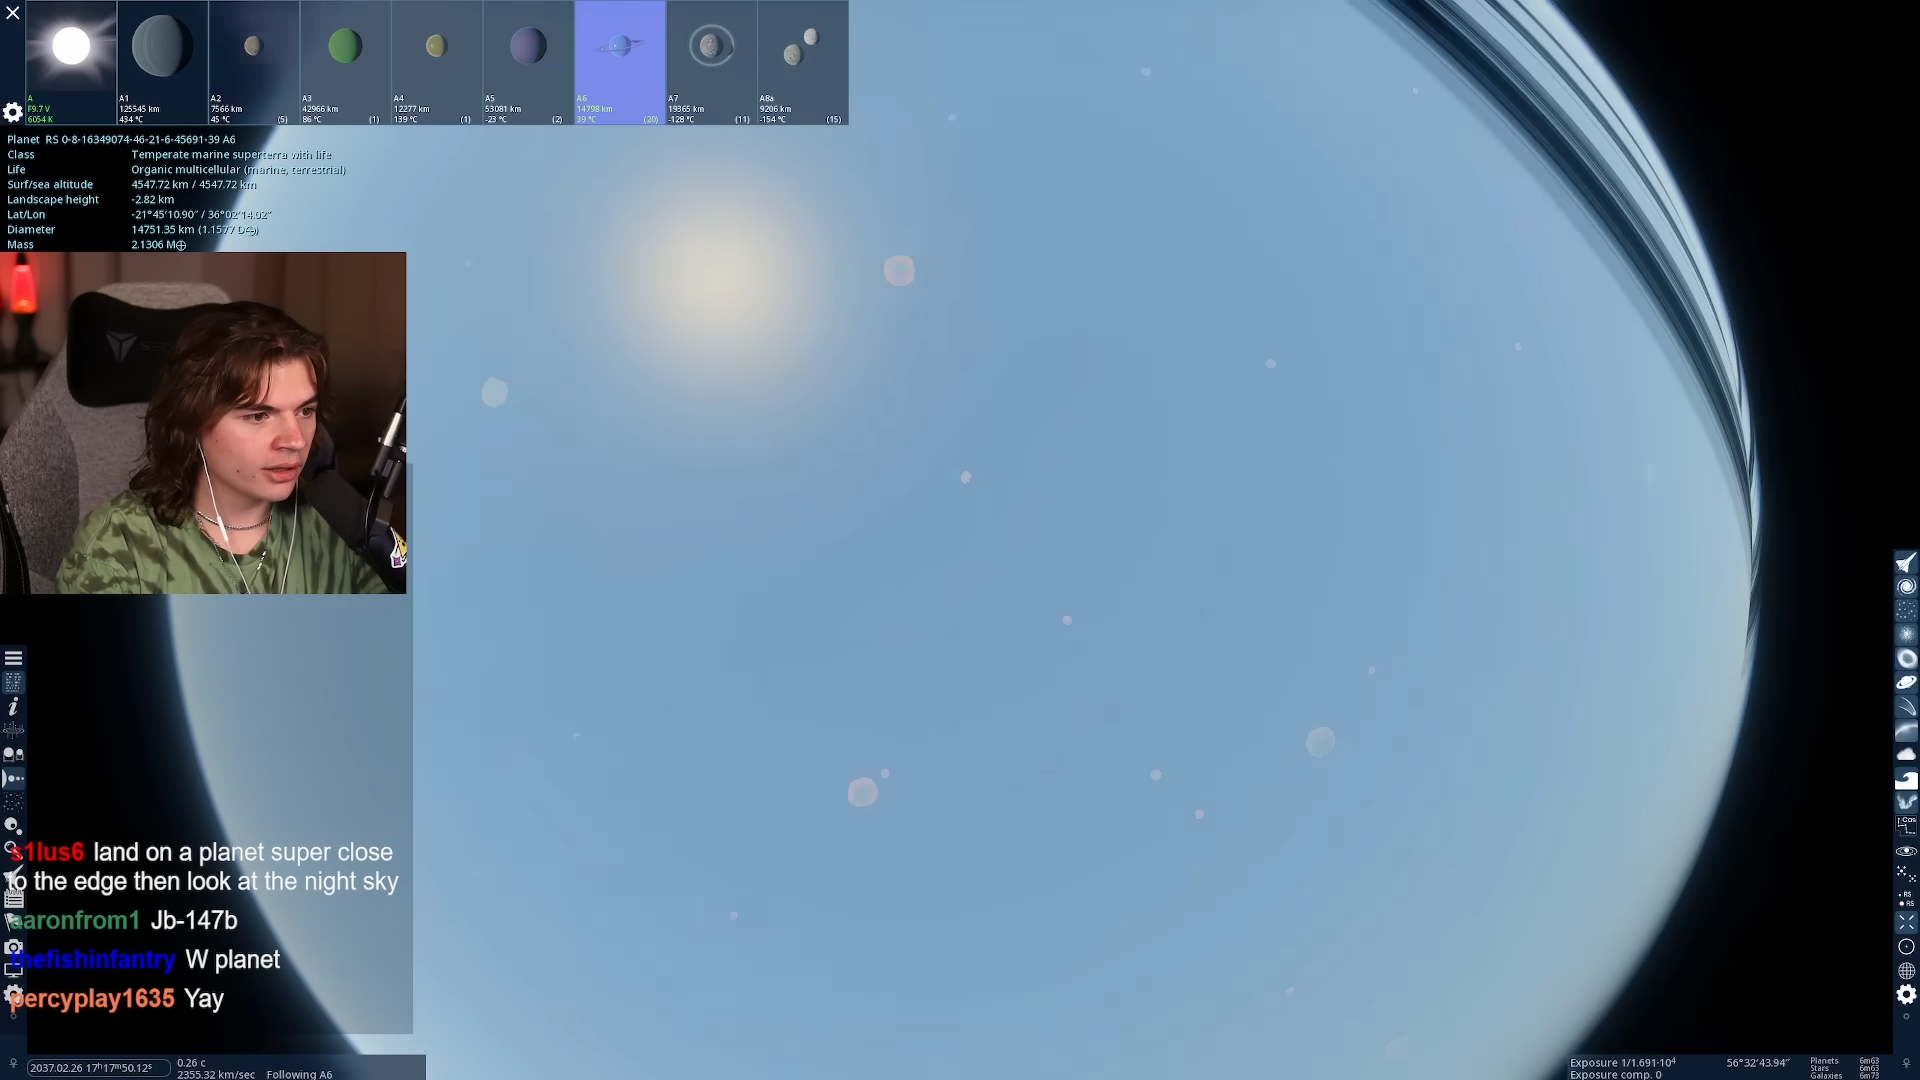 A
F9.7 V
6054 K
A1
125545 km
434 °C
A2
7566 km
45 °C (5)
A3
42966 km
86 °C (1)
A4
12277 km
139 °C (1)
A5
53081 km
-23 °C (2)
A6
14798 km
39 °C (20)
A7
19365 km
-128 °C (11)
A8a
9206 km
-154 °C (15)
Planet RS 0-8-16349074-46-21-6-45691-39 A6
Class Temperate marine superterra with life
Life Organic multicellular (marine, terrestrial)
Surf/sea altitude 4547.72 km / 4547.72 km
Landscape height -2.82 km
Lat/Lon -21°45'10.90" / 36°02'14.02"
Diameter 14751.35 km (1.1577 D⊕)
Mass 2.1306 M⊕
s1lus6 land on a planet super close
to the edge then look at the night sky
aaronfrom1 Jb-147b
thefishinfantry W planet
percyplay1635 Yay
RS
RS
2037.02.26 17h17m50.12s
0.26 c
2355.32 km/sec Following A6
Exposure 1/1.691·10⁴
Exposure comp. 0
56°32'43.94"
Planets 6m63
Stars 6m63
Galaxies 6m73